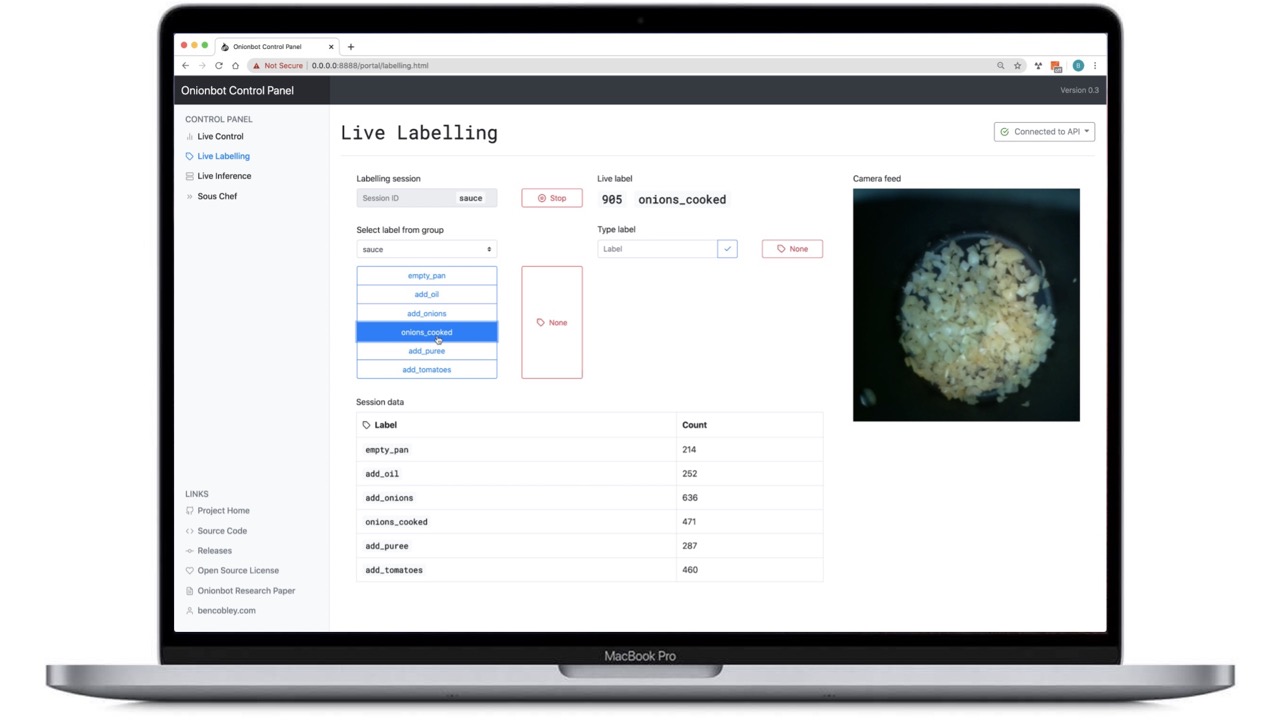 Onionbot Control Panel
Not Secure 0.0.0.0:8888/portal/labelling.html
Onionbot Control Panel
Version 0.3
CONTROL PANEL
Live Control
Live Labelling
Live Inference
Sous Chef
LINKS
Project Home
Source Code
Releases
Open Source License
Onionbot Research Paper
bencobley.com
Live Labelling
Connected to API
Labelling session
Session ID sauce
Stop
Live label
905 onions_cooked
Select label from group
sauce
Type label
Label
None
empty_pan
add_oil
add_onions
onions_cooked
add_puree
add_tomatoes
None
Session data
Label Count
empty_pan 214
add_oil 252
add_onions 636
onions_cooked 471
add_puree 287
add_tomatoes 460
Camera feed
MacBook Pro